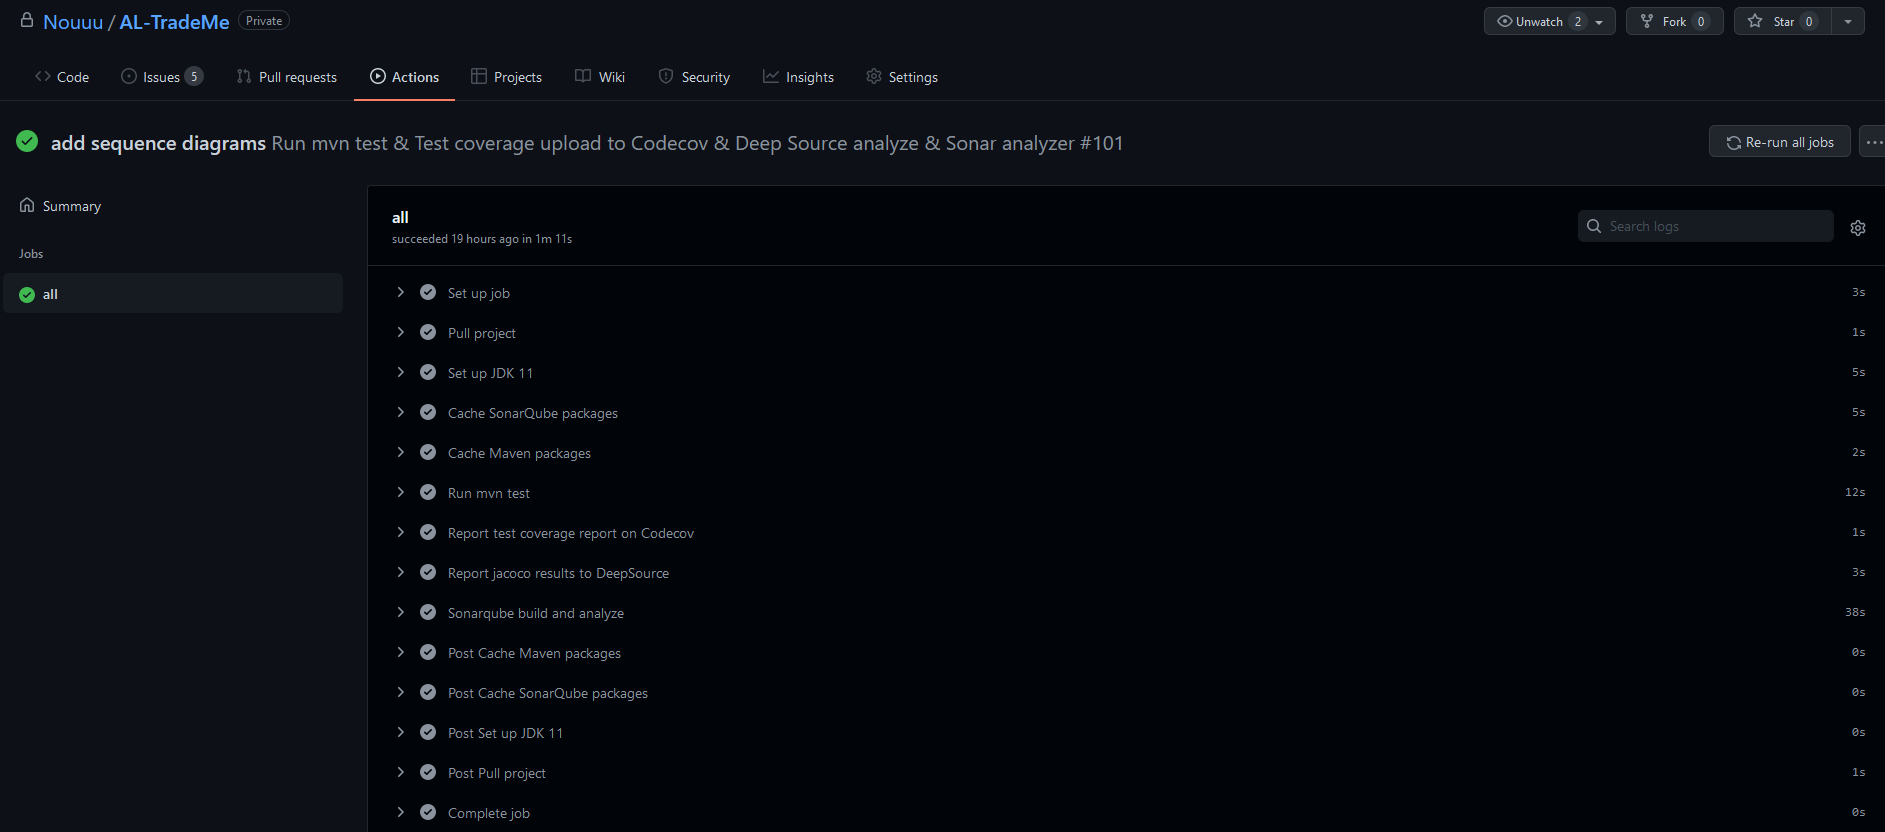 Nouuu / AL-TradeMe Private
Unwatch 2
Fork 0
Star 0
Code
Issues 5
Pull requests
Actions
Projects
Wiki
Security
Insights
Settings
add sequence diagrams Run mvn test & Test coverage upload to Codecov & Deep Source analyze & Sonar analyzer #101
Re-run all jobs
Summary
Jobs
all
all
succeeded 19 hours ago in 1m 11s
Search logs
Set up job 3s
Pull project 1s
Set up JDK 11 5s
Cache SonarQube packages 5s
Cache Maven packages 2s
Run mvn test 12s
Report test coverage report on Codecov 1s
Report jacoco results to DeepSource 3s
Sonarqube build and analyze 38s
Post Cache Maven packages 0s
Post Cache SonarQube packages 0s
Post Set up JDK 11 0s
Post Pull project 1s
Complete job 0s